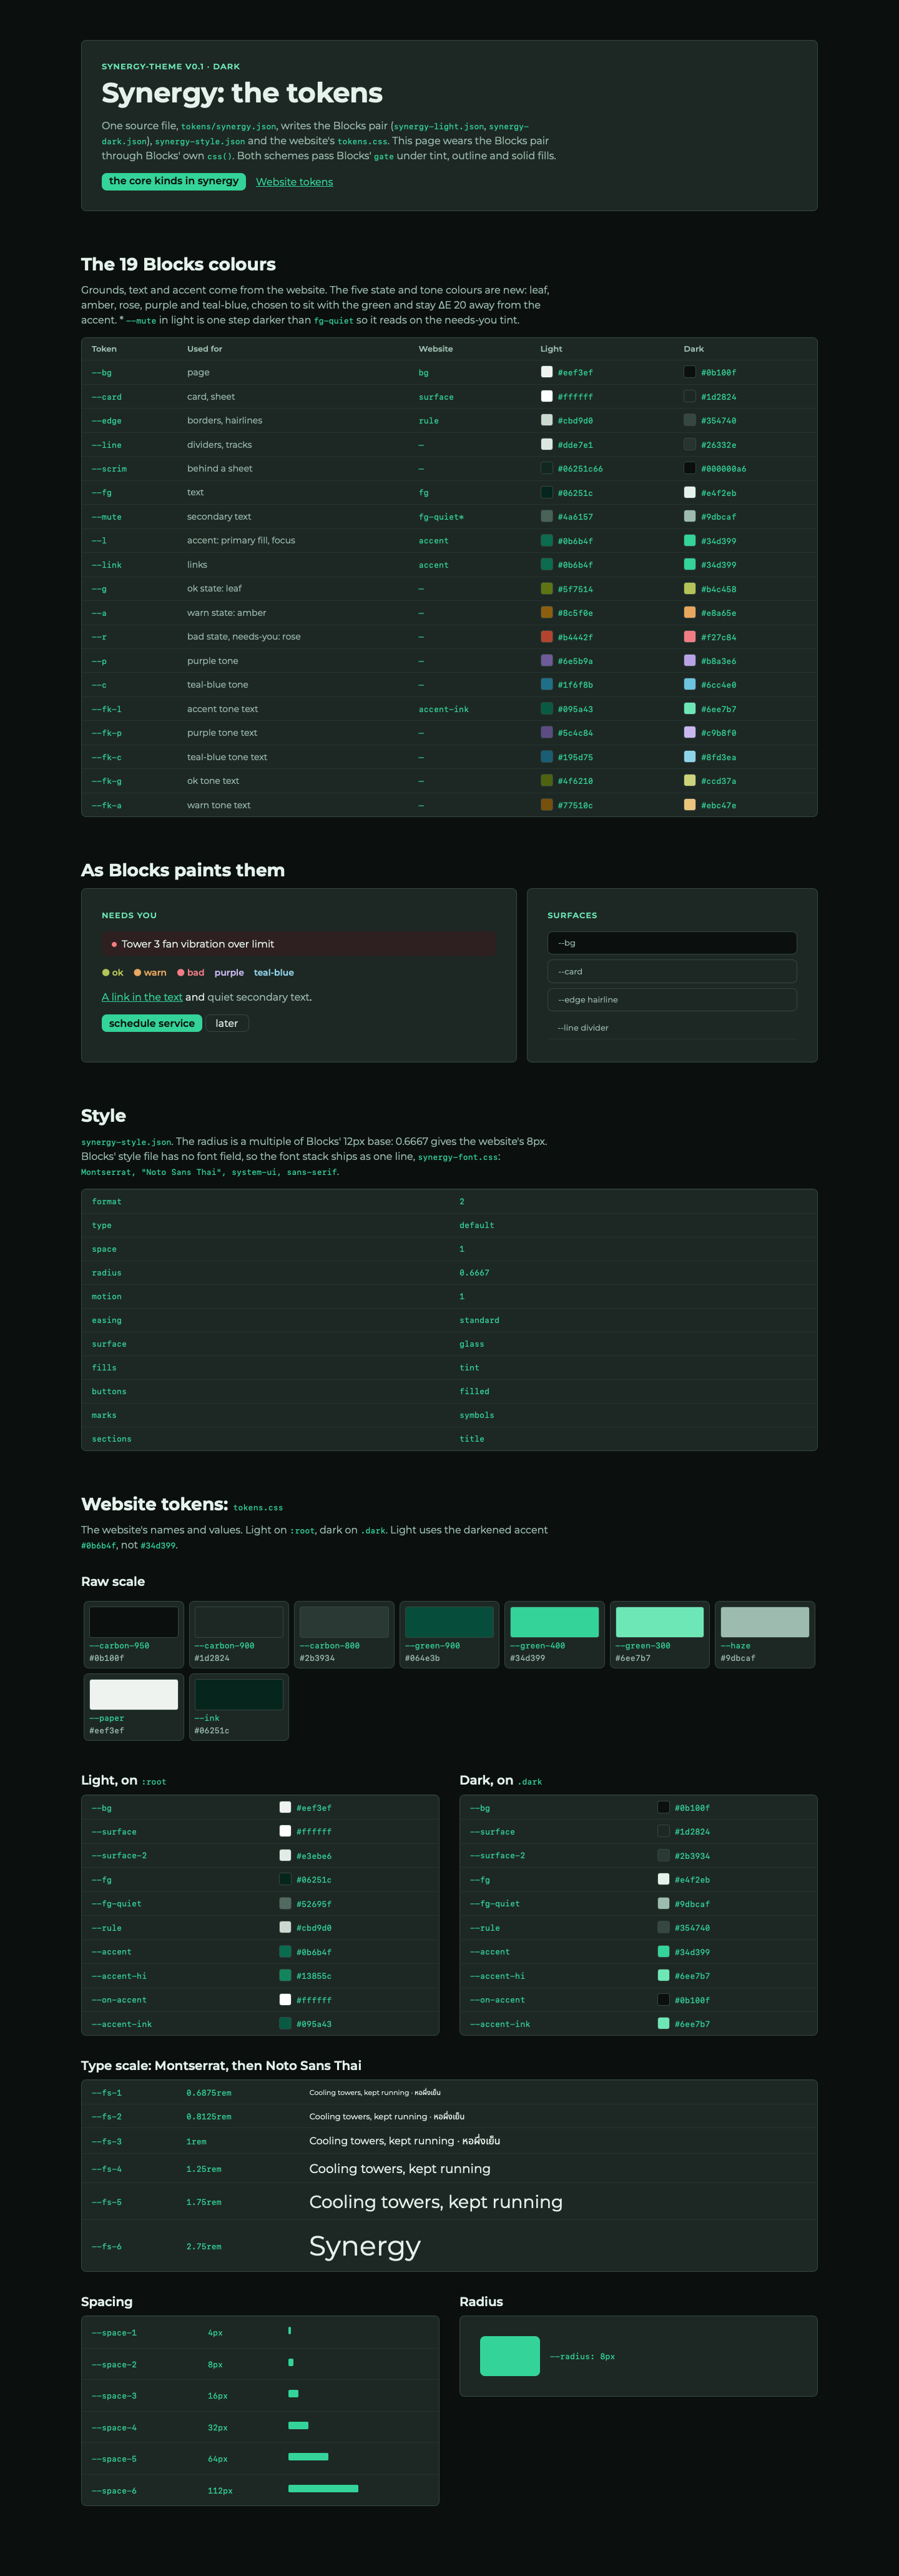 SYNERGY-THEME V0.1 · DARK
Synergy: the tokens
One source file, tokens/synergy.json, writes the Blocks pair (synergy-light.json, synergy-
dark.json), synergy-style.json and the website's tokens.css. This page wears the Blocks pair
through Blocks' own css(). Both schemes pass Blocks' gate under tint, outline and solid fills.
the core kinds in synergy Website tokens
The 19 Blocks colours
Grounds, text and accent come from the website. The five state and tone colours are new: leaf,
amber, rose, purple and teal-blue, chosen to sit with the green and stay ΔE 20 away from the
accent. * --mute in light is one step darker than fg-quiet so it reads on the needs-you tint.
Token Used for Website Light Dark
--bg page bg #eef3ef #0b100f
--card card, sheet surface #ffffff #1d2824
--edge borders, hairlines rule #cbd9d0 #354740
--line dividers, tracks — #dde7e1 #26332e
--scrim behind a sheet — #06251c66 #000000a6
--fg text fg #06251c #e4f2eb
--mute secondary text fg-quiet* #4a6157 #9dbcaf
--l accent: primary fill, focus accent #0b6b4f #34d399
--link links accent #0b6b4f #34d399
--g ok state: leaf — #5f7514 #b4c458
--a warn state: amber — #8c5f0e #e8a65e
--r bad state, needs-you: rose — #b4442f #f27c84
--p purple tone — #6e5b9a #b8a3e6
--c teal-blue tone — #1f6f8b #6cc4e0
--fk-l accent tone text accent-ink #095a43 #6ee7b7
--fk-p purple tone text — #5c4c84 #c9b8f0
--fk-c teal-blue tone text — #195d75 #8fd3ea
--fk-g ok tone text — #4f6210 #ccd37a
--fk-a warn tone text — #77510c #ebc47e
As Blocks paints them
NEEDS YOU
Tower 3 fan vibration over limit
ok warn bad purple teal-blue
A link in the text and quiet secondary text.
schedule service later
SURFACES
--bg
--card
--edge hairline
--line divider
Style
synergy-style.json. The radius is a multiple of Blocks' 12px base: 0.6667 gives the website's 8px.
Blocks' style file has no font field, so the font stack ships as one line, synergy-font.css:
Montserrat, "Noto Sans Thai", system-ui, sans-serif.
format 2
type default
space 1
radius 0.6667
motion 1
easing standard
surface glass
fills tint
buttons filled
marks symbols
sections title
Website tokens: tokens.css
The website's names and values. Light on :root, dark on .dark. Light uses the darkened accent
#0b6b4f, not #34d399.
Raw scale
--carbon-950 --carbon-900 --carbon-800 --green-900 --green-400 --green-300 --haze
#0b100f #1d2824 #2b3934 #064e3b #34d399 #6ee7b7 #9dbcaf
--paper --ink
#eef3ef #06251c
Light, on :root
--bg #eef3ef
--surface #ffffff
--surface-2 #e3ebe6
--fg #06251c
--fg-quiet #52695f
--rule #cbd9d0
--accent #0b6b4f
--accent-hi #13855c
--on-accent #ffffff
--accent-ink #095a43
Dark, on .dark
--bg #0b100f
--surface #1d2824
--surface-2 #2b3934
--fg #e4f2eb
--fg-quiet #9dbcaf
--rule #354740
--accent #34d399
--accent-hi #6ee7b7
--on-accent #0b100f
--accent-ink #6ee7b7
Type scale: Montserrat, then Noto Sans Thai
--fs-1 0.6875rem Cooling towers, kept running · หอผึ่งเย็น
--fs-2 0.8125rem Cooling towers, kept running · หอผึ่งเย็น
--fs-3 1rem Cooling towers, kept running · หอผึ่งเย็น
--fs-4 1.25rem Cooling towers, kept running
--fs-5 1.75rem Cooling towers, kept running
--fs-6 2.75rem Synergy
Spacing
--space-1 4px
--space-2 8px
--space-3 16px
--space-4 32px
--space-5 64px
--space-6 112px
Radius
--radius: 8px